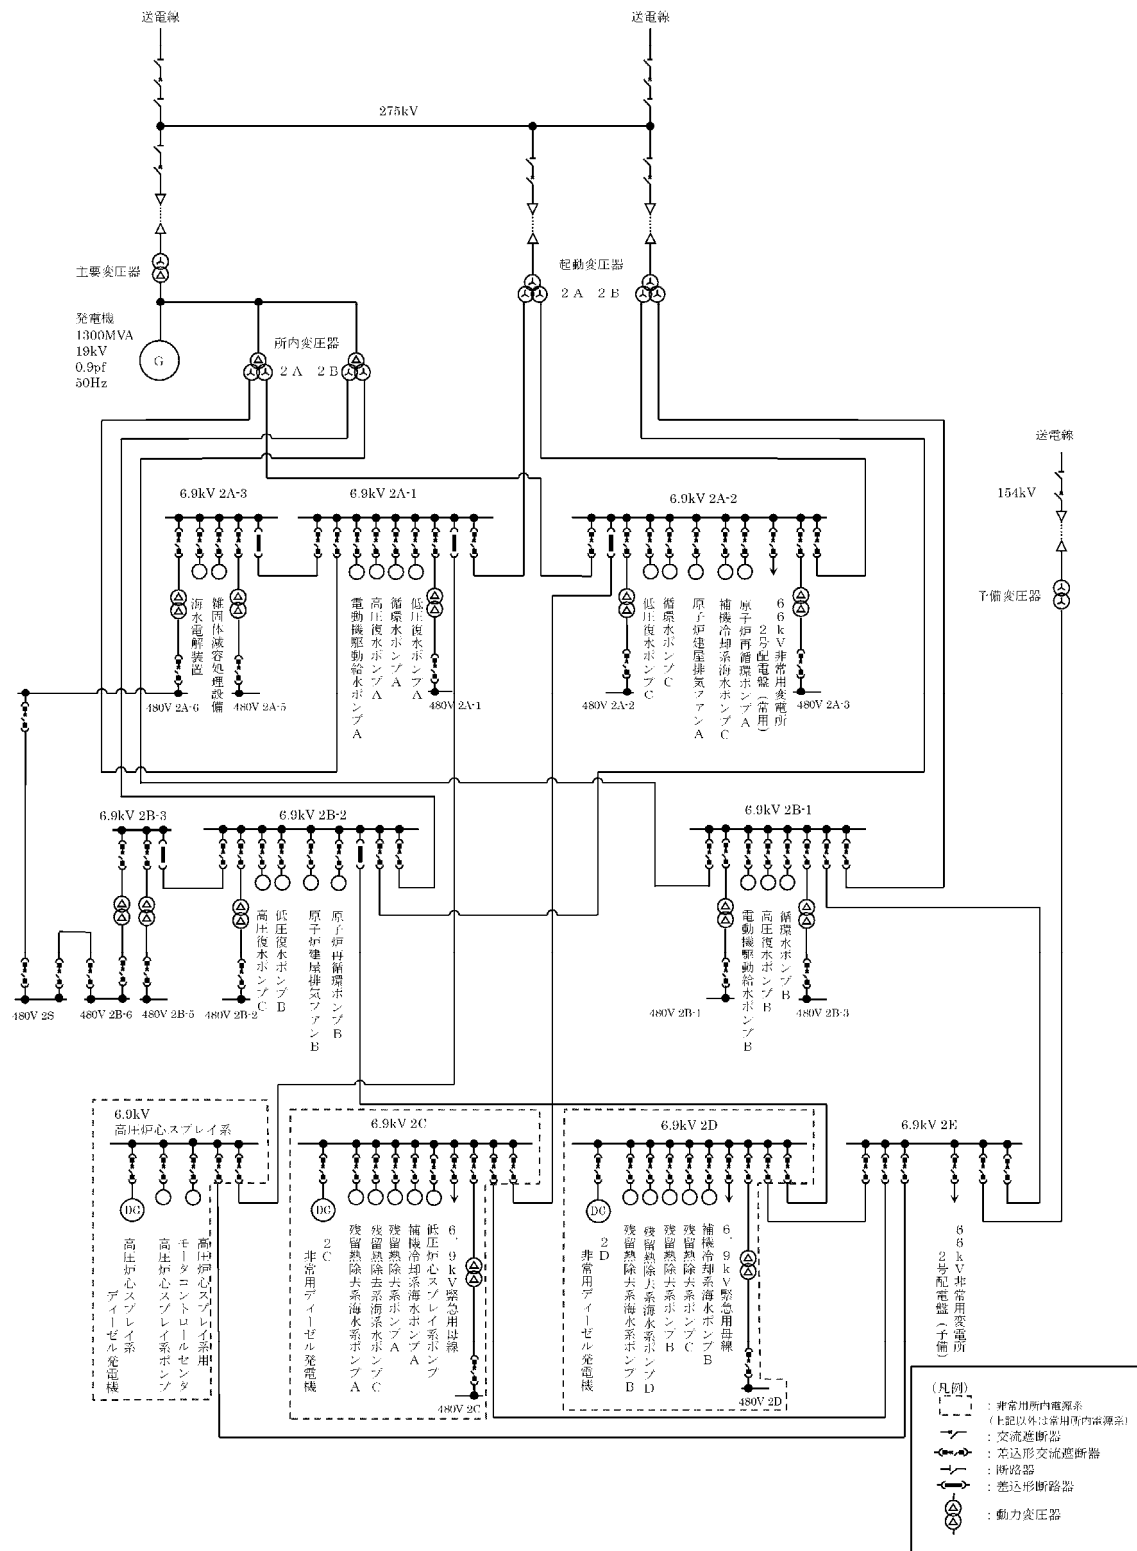 送電線
送電線
275kV
主要変圧器
起動変圧器
2A 2B
発電機
1300MVA
19kV
0.9pf
50Hz
G
所内変圧器
2A 2B
送電線
154kV
予備変圧器
6.9kV 2A-3
6.9kV 2A-1
6.9kV 2A-2
海水電解装置
雑固体減容処理設備
電動機駆動給水ポンプA
高圧復水ポンプA
循環水ポンプA
低圧復水ポンプA
低圧復水ポンプC
循環水ポンプC
原子炉建屋排気ファンA
補機冷却系海水ポンプC
原子炉再循環ポンプA
66kV非常用変電所
2号配電盤(常用)
480V 2A-6
480V 2A-5
480V 2A-1
480V 2A-2
480V 2A-3
6.9kV 2B-3
6.9kV 2B-2
6.9kV 2B-1
高圧復水ポンプC
低圧復水ポンプB
原子炉建屋排気ファンB
原子炉再循環ポンプB
電動機駆動給水ポンプB
高圧復水ポンプB
循環水ポンプB
480V 2S
480V 2B-6
480V 2B-5
480V 2B-2
480V 2B-1
480V 2B-3
6.9kV
高圧炉心スプレイ系
6.9kV 2C
6.9kV 2D
6.9kV 2E
DG
DG
DG
高圧炉心スプレイ系
ディーゼル発電機
高圧炉心スプレイ系ポンプ
高圧炉心スプレイ系用
モータコントロールセンタ
2C
非常用ディーゼル発電機
残留熱除去系海水系ポンプA
残留熱除去系海水系ポンプC
残留熱除去系ポンプA
補機冷却系海水ポンプA
低圧炉心スプレイ系ポンプ
6.9kV緊急用母線
480V 2C
2D
非常用ディーゼル発電機
残留熱除去系海水系ポンプB
残留熱除去系海水系ポンプD
残留熱除去系ポンプB
残留熱除去系ポンプC
補機冷却系海水ポンプB
6.9kV緊急用母線
480V 2D
66kV非常用変電所
2号配電盤(予備)
(凡例)
：非常用所内電源系
(上記以外は常用所内電源系)
：交流遮断器
：差込形交流遮断器
：断路器
：差込形断路器
：動力変圧器